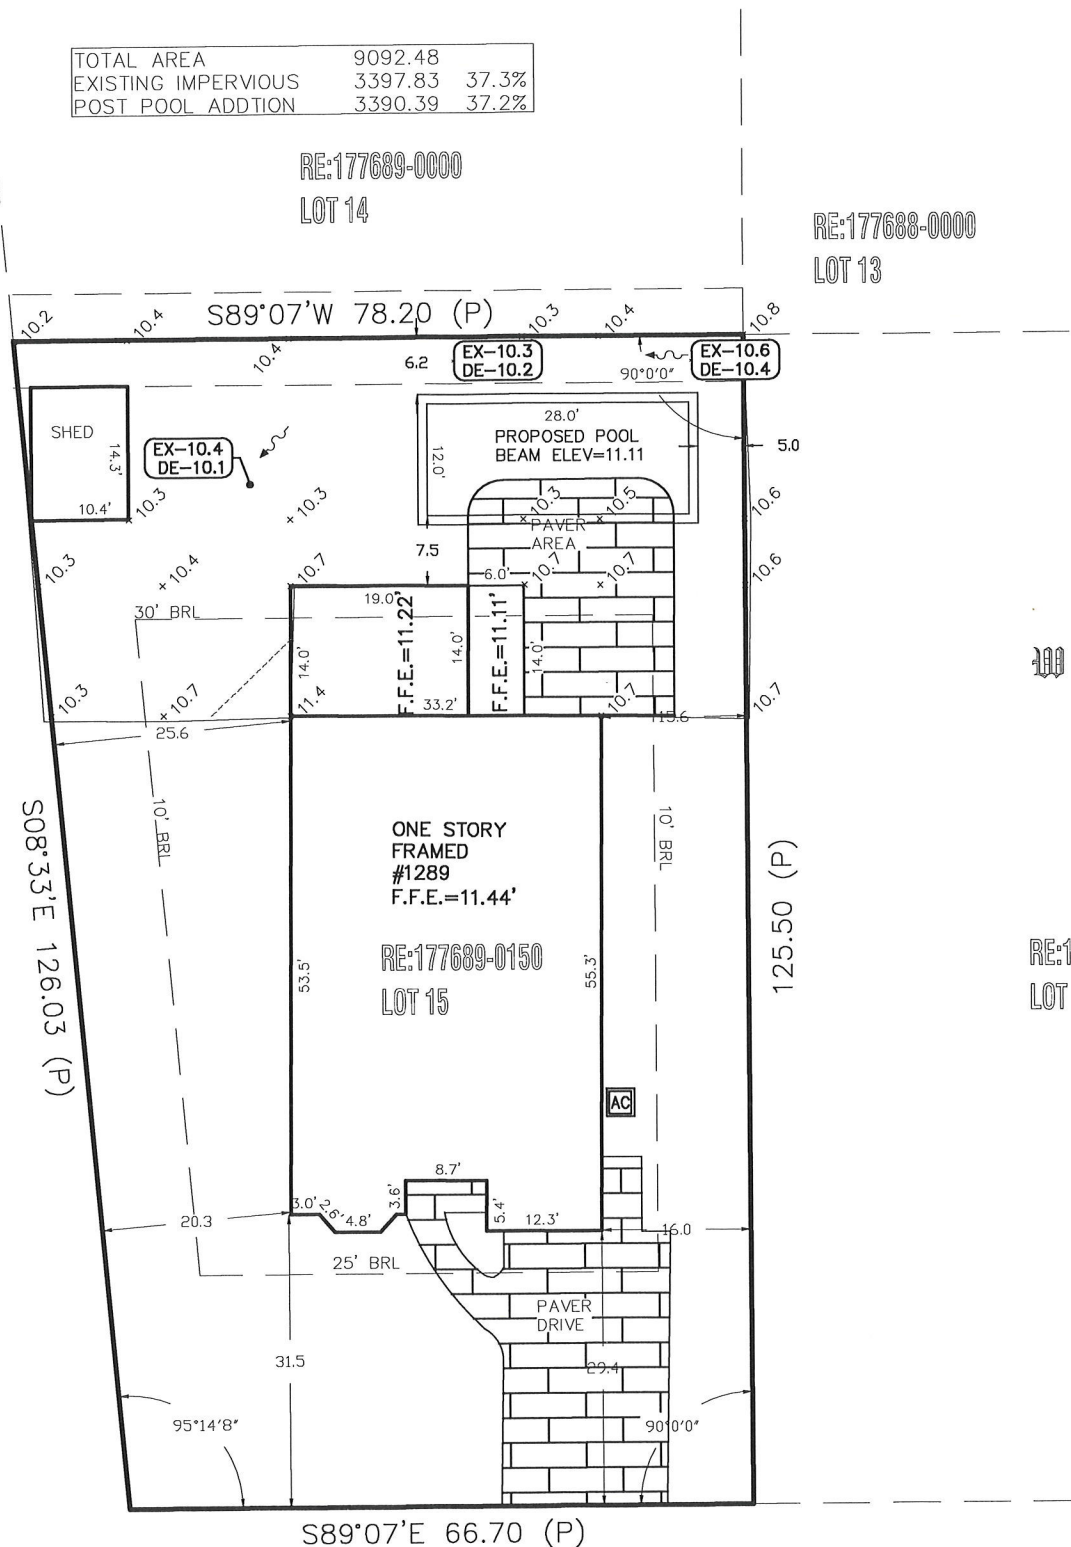 TOTAL AREA 9092.48
EXISTING IMPERVIOUS 3397.83 37.3%
POST POOL ADDTION 3390.39 37.2%
RE:177689-0000
LOT 14
RE:177688-0000
LOT 13
S89°07'W 78.20 (P)
10.2
10.4
10.4
10.3
10.4
10.8
6.2
EX-10.3
DE-10.2
EX-10.6
DE-10.4
90°0'0"
SHED
14.3'
10.4'
EX-10.4
DE-10.1
28.0'
PROPOSED POOL
BEAM ELEV=11.11
12.0'
5.0
10.3
10.3
10.3
10.5
10.6
PAVER
AREA
7.5
10.3
10.4
10.7
6.0'
10.7
10.7
10.6
30' BRL
19.0'
F.F.E.=11.22'
14.0'
14.0'
F.F.E.=11.11'
14.0'
10.3
10.7
11.4
33.2'
10.7
15.6
10.7
25.6
10' BRL
10' BRL
ONE STORY
FRAMED
#1289
F.F.E.=11.44'
RE:177689-0150
LOT 15
S08°33'E 126.03 (P)
125.50 (P)
53.5'
55.3'
RE:1
LOT
AC
8.7'
3.0'
2.6'
4.8'
3.6'
5.4'
12.3'
20.3
16.0
25' BRL
PAVER
DRIVE
31.5
29.4
95°14'8"
90°0'0"
S89°07'E 66.70 (P)